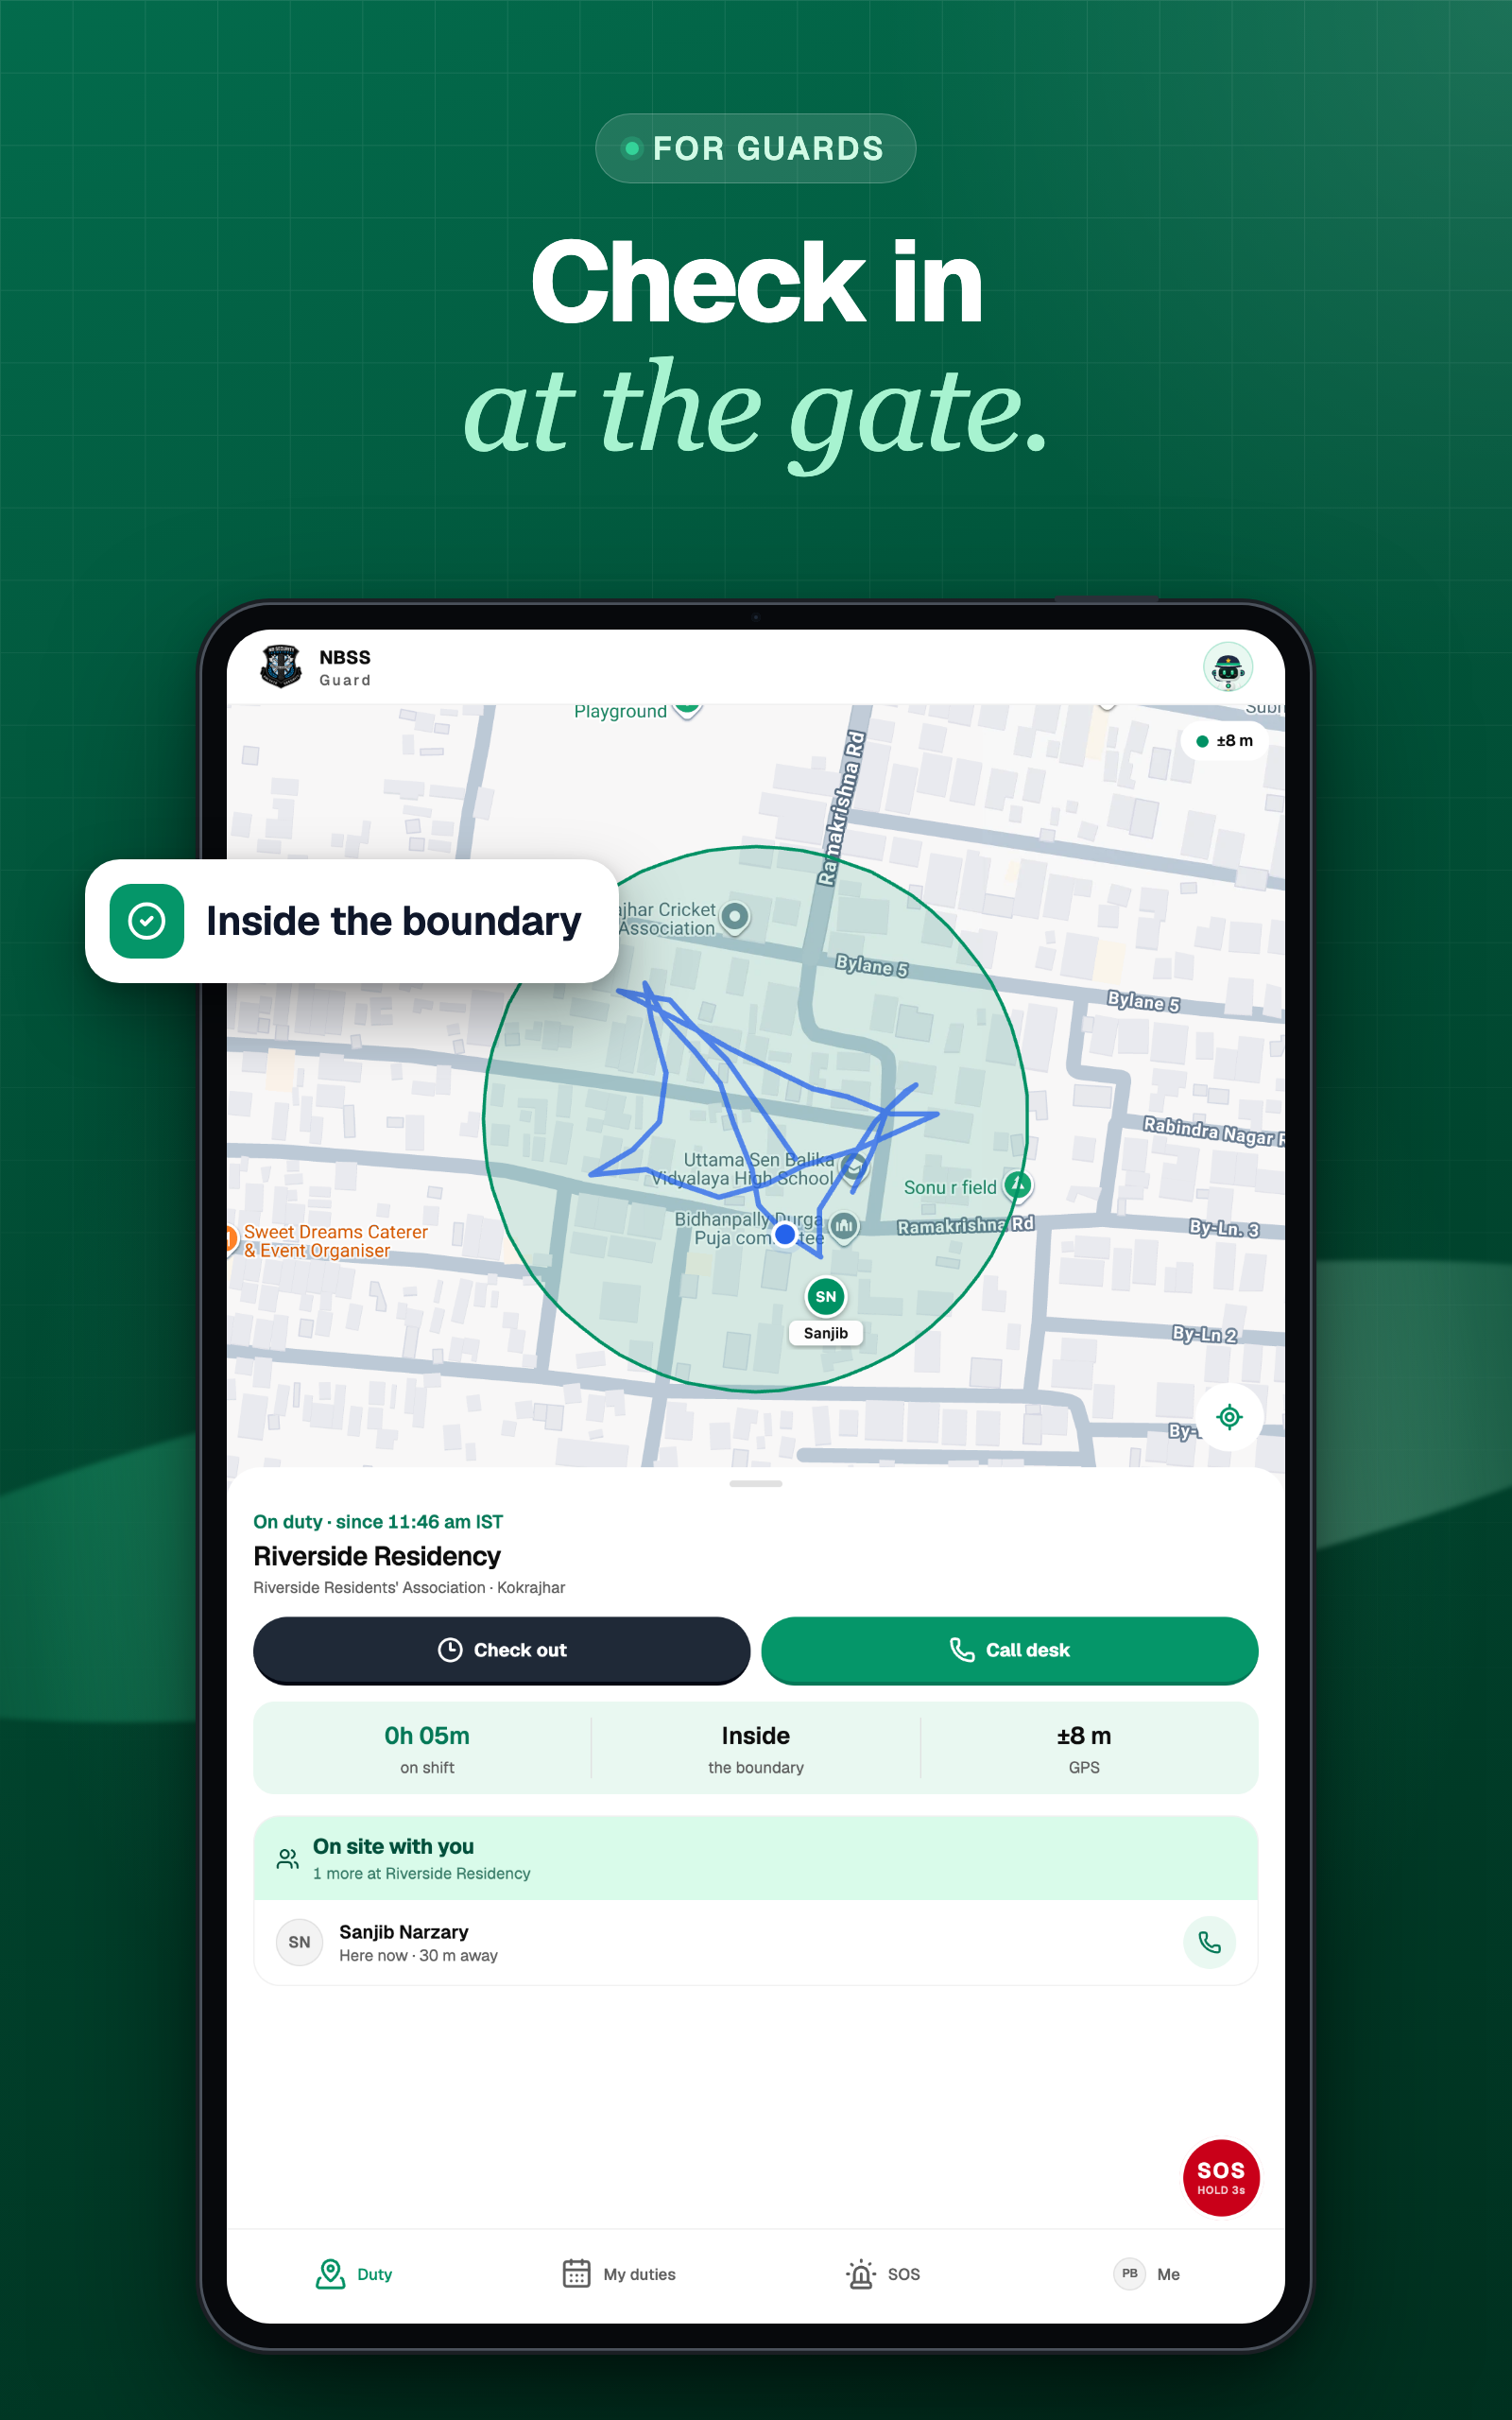 FOR GUARDS
Check in
at the gate.
NBSS
Guard
Playground
±8 m
Ramakrishna Rd
Inside the boundary
ajhar Cricket
Association
Bylane 5
Bylane 5
Rabindra Nagar R
Uttama Sen Balika
Vidyalaya High School
Sonu r field
Bidhanpally Durga
Ramakrishna Rd
By-Ln. 3
Sweet Dreams Caterer
& Event Organiser
SN
Sanjib
By-Ln 2
On duty · since 11:46 am IST
Riverside Residency
Riverside Residents' Association · Kokrajhar
Check out
Call desk
0h 05m
on shift
Inside
the boundary
±8 m
GPS
On site with you
1 more at Riverside Residency
SN
Sanjib Narzary
Here now · 30 m away
SOS
HOLD 3s
Duty
My duties
SOS
PB
Me